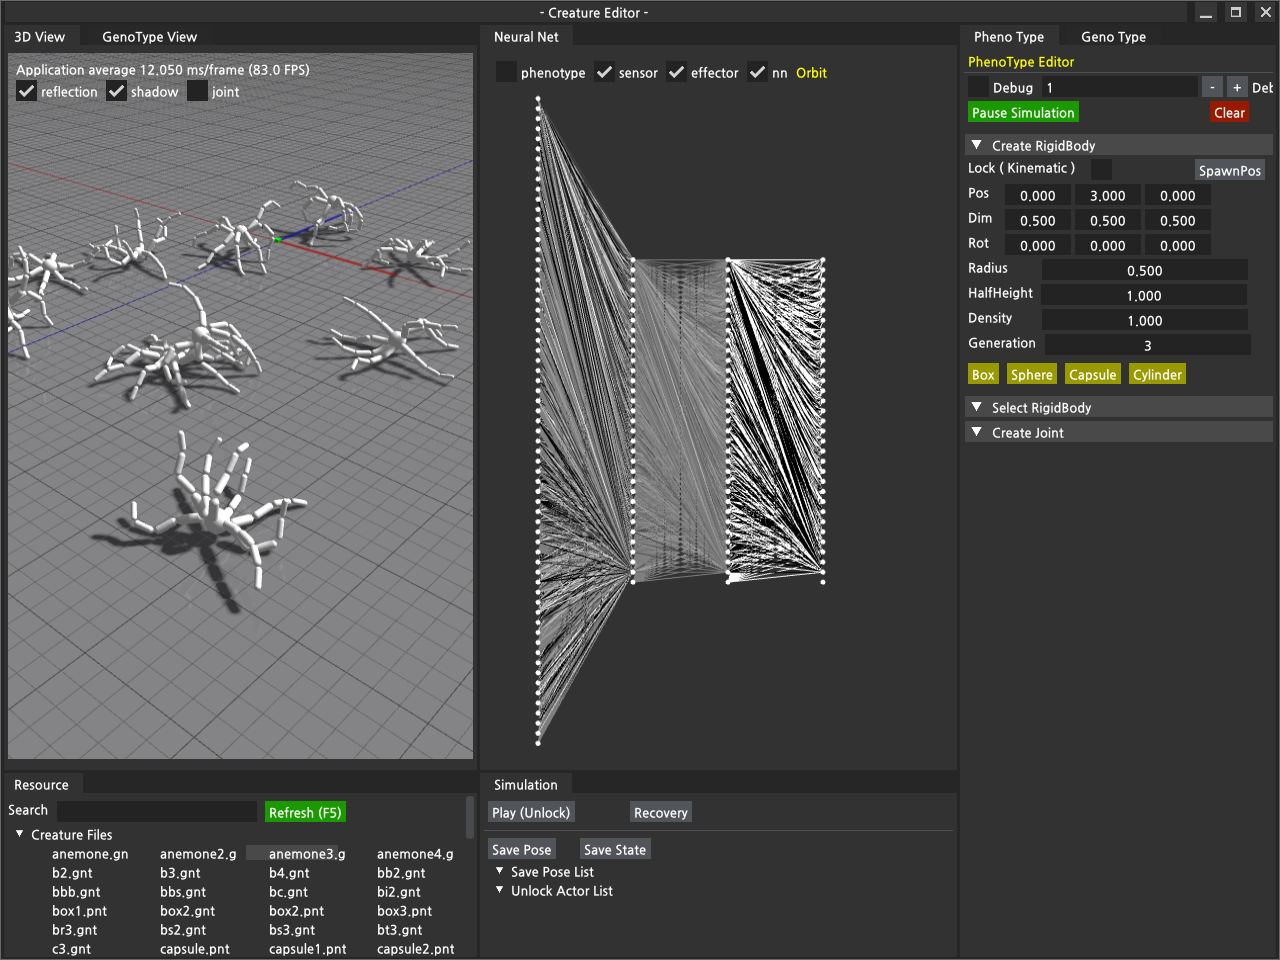 - Creature Editor -
3D View GenoType View
Application average 12.050 ms/frame (83.0 FPS)
reflection shadow joint
Neural Net
phenotype sensor effector nn Orbit
Pheno Type Geno Type
PhenoType Editor
Debug 1 - + Deb
Pause Simulation Clear
Create RigidBody
Lock ( Kinematic ) SpawnPos
Pos 0.000 3.000 0.000
Dim 0.500 0.500 0.500
Rot 0.000 0.000 0.000
Radius 0.500
HalfHeight 1.000
Density 1.000
Generation 3
Box Sphere Capsule Cylinder
Select RigidBody
Create Joint
Resource
Search Refresh (F5)
Creature Files
anemone.gn anemone2.g anemone3.g anemone4.g
b2.gnt b3.gnt b4.gnt bb2.gnt
bbb.gnt bbs.gnt bc.gnt bi2.gnt
box1.pnt box2.gnt box2.pnt box3.pnt
br3.gnt bs2.gnt bs3.gnt bt3.gnt
c3.gnt capsule.pnt capsule1.pnt capsule2.pnt
Simulation
Play (Unlock) Recovery
Save Pose Save State
Save Pose List
Unlock Actor List